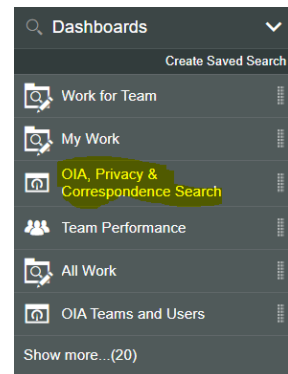 Dashboards
Create Saved Search
Work for Team
My Work
OIA, Privacy &
Correspondence Search
Team Performance
All Work
OIA Teams and Users
Show more...(20)